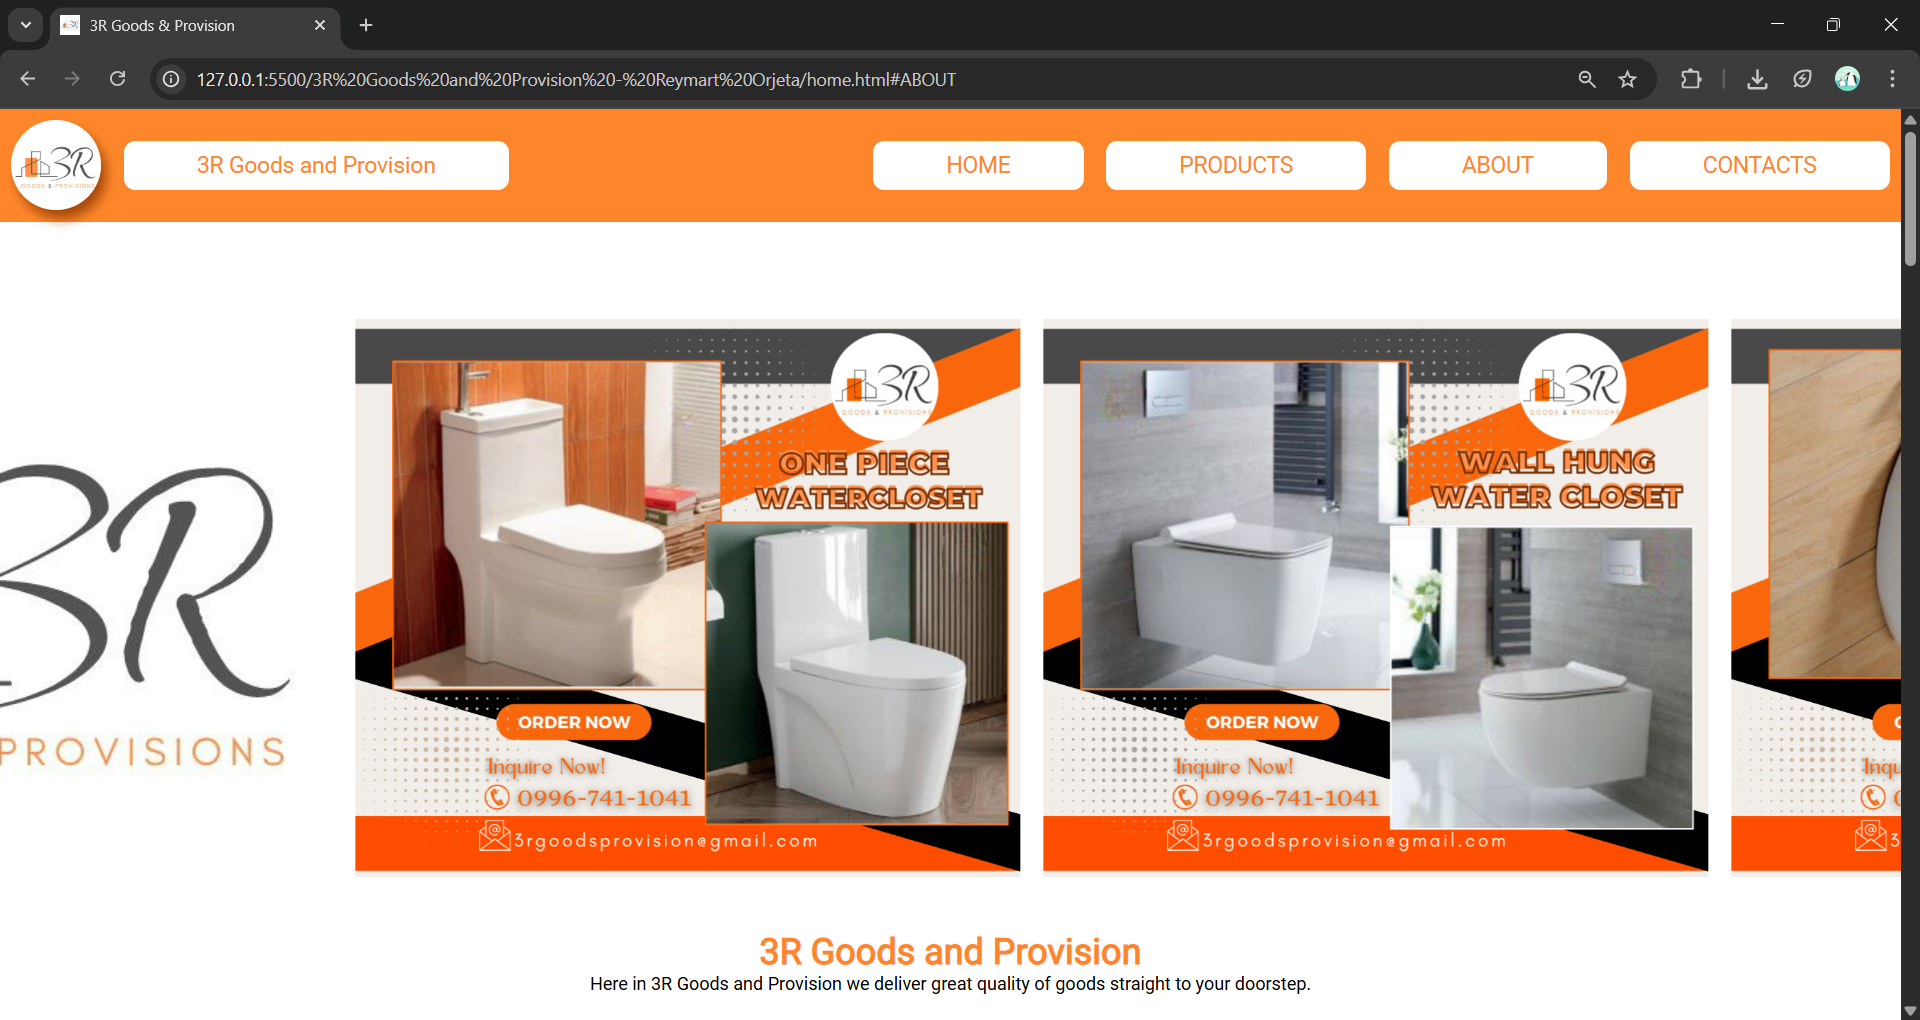 3R Goods & Provision
127.0.0.1:5500/3R%20Goods%20and%20Provision%20-%20Reymart%20Orjeta/home.html#ABOUT
3R
GOODS & PROVISIONS
3R Goods and Provision
HOME
PRODUCTS
ABOUT
CONTACTS
3R
PROVISIONS
3R
GOODS & PROVISIONS
ONE PIECE
WATERCLOSET
ORDER NOW
Inquire Now!
0996-741-1041
3rgoodsprovision@gmail.com
3R
GOODS & PROVISIONS
WALL HUNG
WATER CLOSET
ORDER NOW
Inquire Now!
0996-741-1041
3rgoodsprovision@gmail.com
Inqu
3
3R Goods and Provision
Here in 3R Goods and Provision we deliver great quality of goods straight to your doorstep.